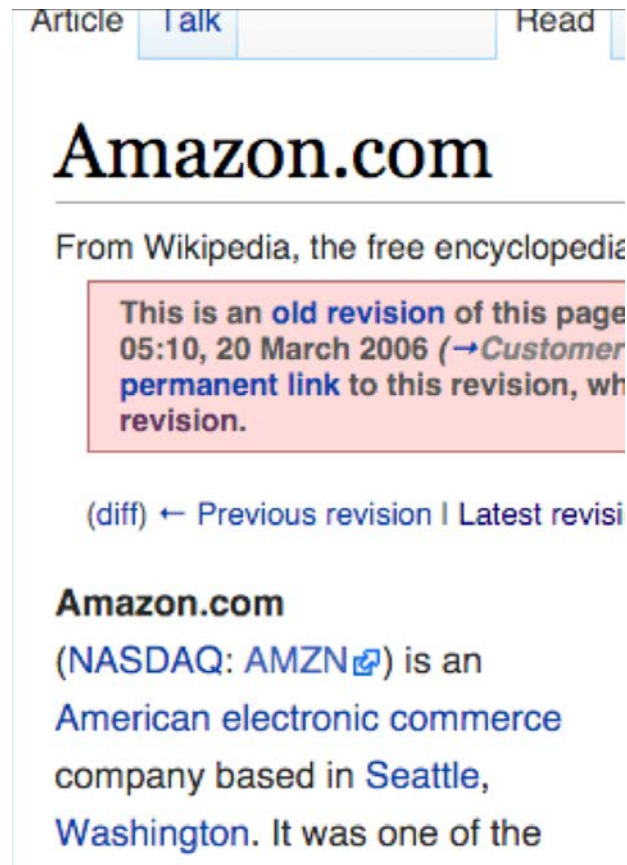 Article Talk Read
Amazon.com
From Wikipedia, the free encyclopedia
This is an old revision of this page
05:10, 20 March 2006 (→Customer
permanent link to this revision, wh
revision.
(diff) ← Previous revision | Latest revisi
Amazon.com
(NASDAQ: AMZN) is an
American electronic commerce
company based in Seattle,
Washington. It was one of the